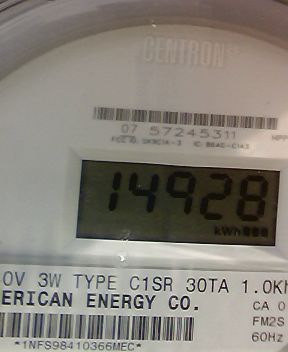 CENTRON
07 57245311
14928
kWh
0V 3W TYPE C1SR 30TA 1.0Kh
ERICAN ENERGY CO.
CA 0
FM2S
60Hz
*1NFS98410366MEC*